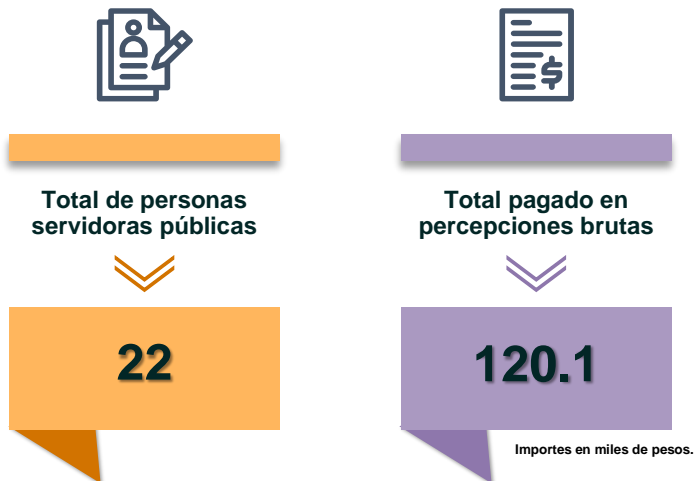 Total de personas
servidoras públicas
22
Total pagado en
percepciones brutas
120.1
Importes en miles de pesos.